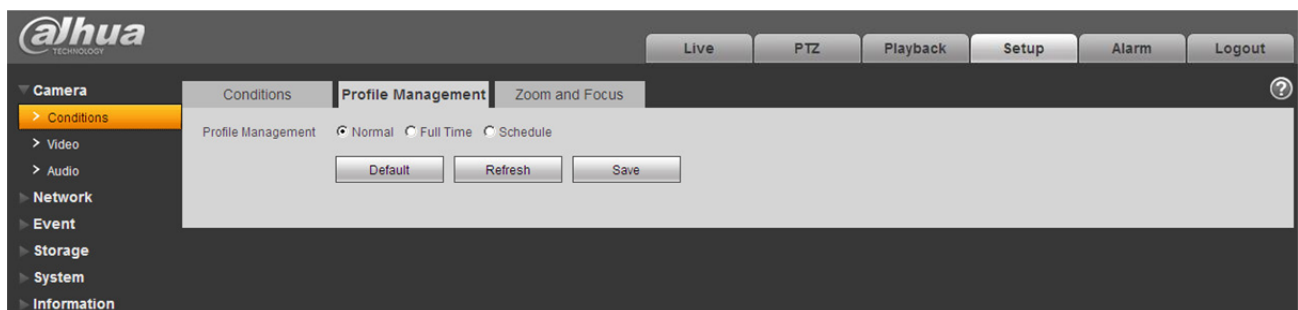 alhua
TECHNOLOGY
Live PTZ Playback Setup Alarm Logout
Camera
Conditions
Video
Audio
Network
Event
Storage
System
Information
Conditions Profile Management Zoom and Focus
?
Profile Management Normal Full Time Schedule
Default Refresh Save